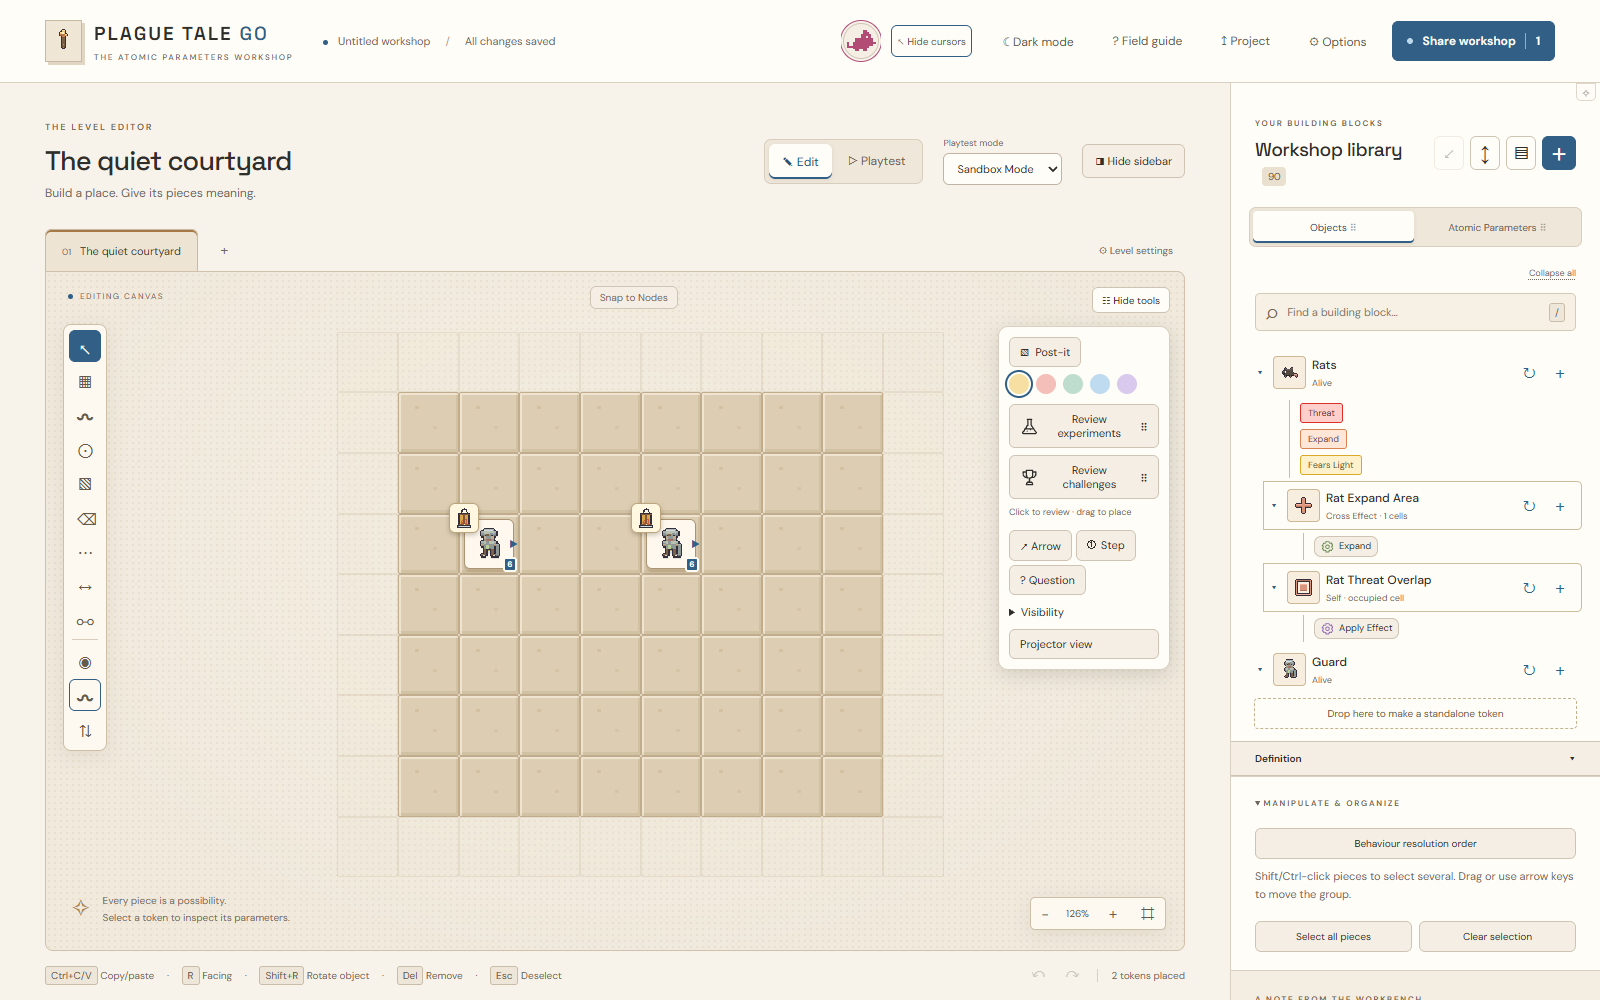 PLAGUE TALE GO
THE ATOMIC PARAMETERS WORKSHOP
Untitled workshop / All changes saved
Hide cursors
Dark mode
? Field guide
Project
Options
Share workshop 1
THE LEVEL EDITOR
The quiet courtyard
Build a place. Give its pieces meaning.
Edit
Playtest
Playtest mode
Sandbox Mode
Hide sidebar
01 The quiet courtyard
+
Level settings
EDITING CANVAS
Snap to Nodes
Hide tools
Post-it
Review experiments
Review challenges
Click to review · drag to place
Arrow
Step
? Question
Visibility
Projector view
6
6
Every piece is a possibility.
Select a token to inspect its parameters.
− 126% +
Ctrl+C/V Copy/paste · R Facing · Shift+R Rotate object · Del Remove · Esc Deselect
2 tokens placed
YOUR BUILDING BLOCKS
Workshop library
90
+
Objects
Atomic Parameters
Collapse all
Find a building block... /
Rats
Alive
Threat
Expand
Fears Light
Rat Expand Area
Cross Effect · 1 cells
Expand
Rat Threat Overlap
Self · occupied cell
Apply Effect
Guard
Alive
Drop here to make a standalone token
Definition
MANIPULATE & ORGANIZE
Behaviour resolution order
Shift/Ctrl-click pieces to select several. Drag or use arrow keys
to move the group.
Select all pieces
Clear selection
A NOTE FROM THE WORKBENCH